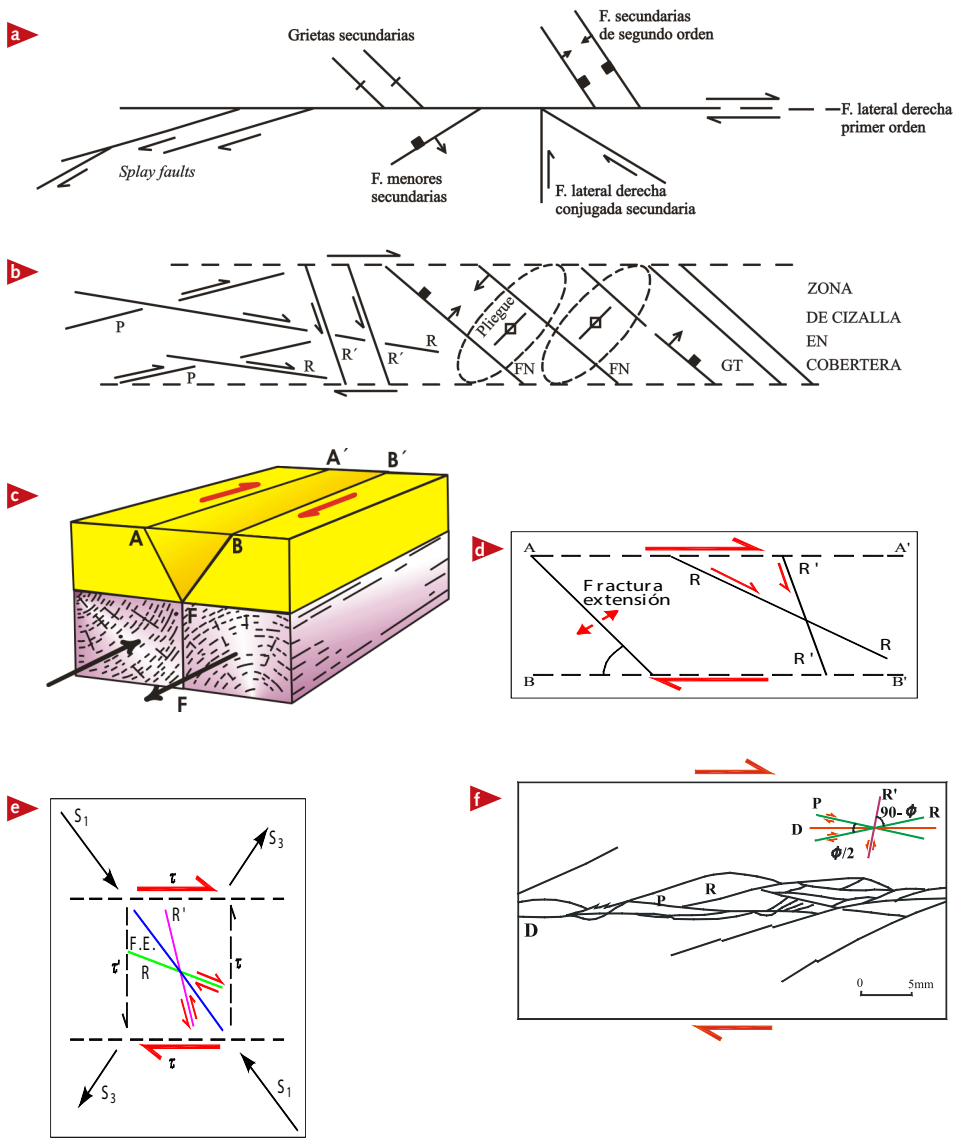 a
Grietas secundarias
F. secundarias
de segundo orden
F. lateral derecha
primer orden
Splay faults
F. menores
secundarias
F. lateral derecha
conjugada secundaria
b
P
P
R
R´
R´
R
Pliegue
FN
FN
GT
ZONA
DE CIZALLA
EN
COBERTERA
c
A´
B´
A
B
F
F
d
A
A'
R
R'
Fractura
extensión
R'
R
B
B'
e
S1
S3
τ
R'
F.E.
R
τ'
τ
τ
S3
S1
f
R'
P
90-ϕ
R
D
ϕ/2
R
P
D
0
5mm